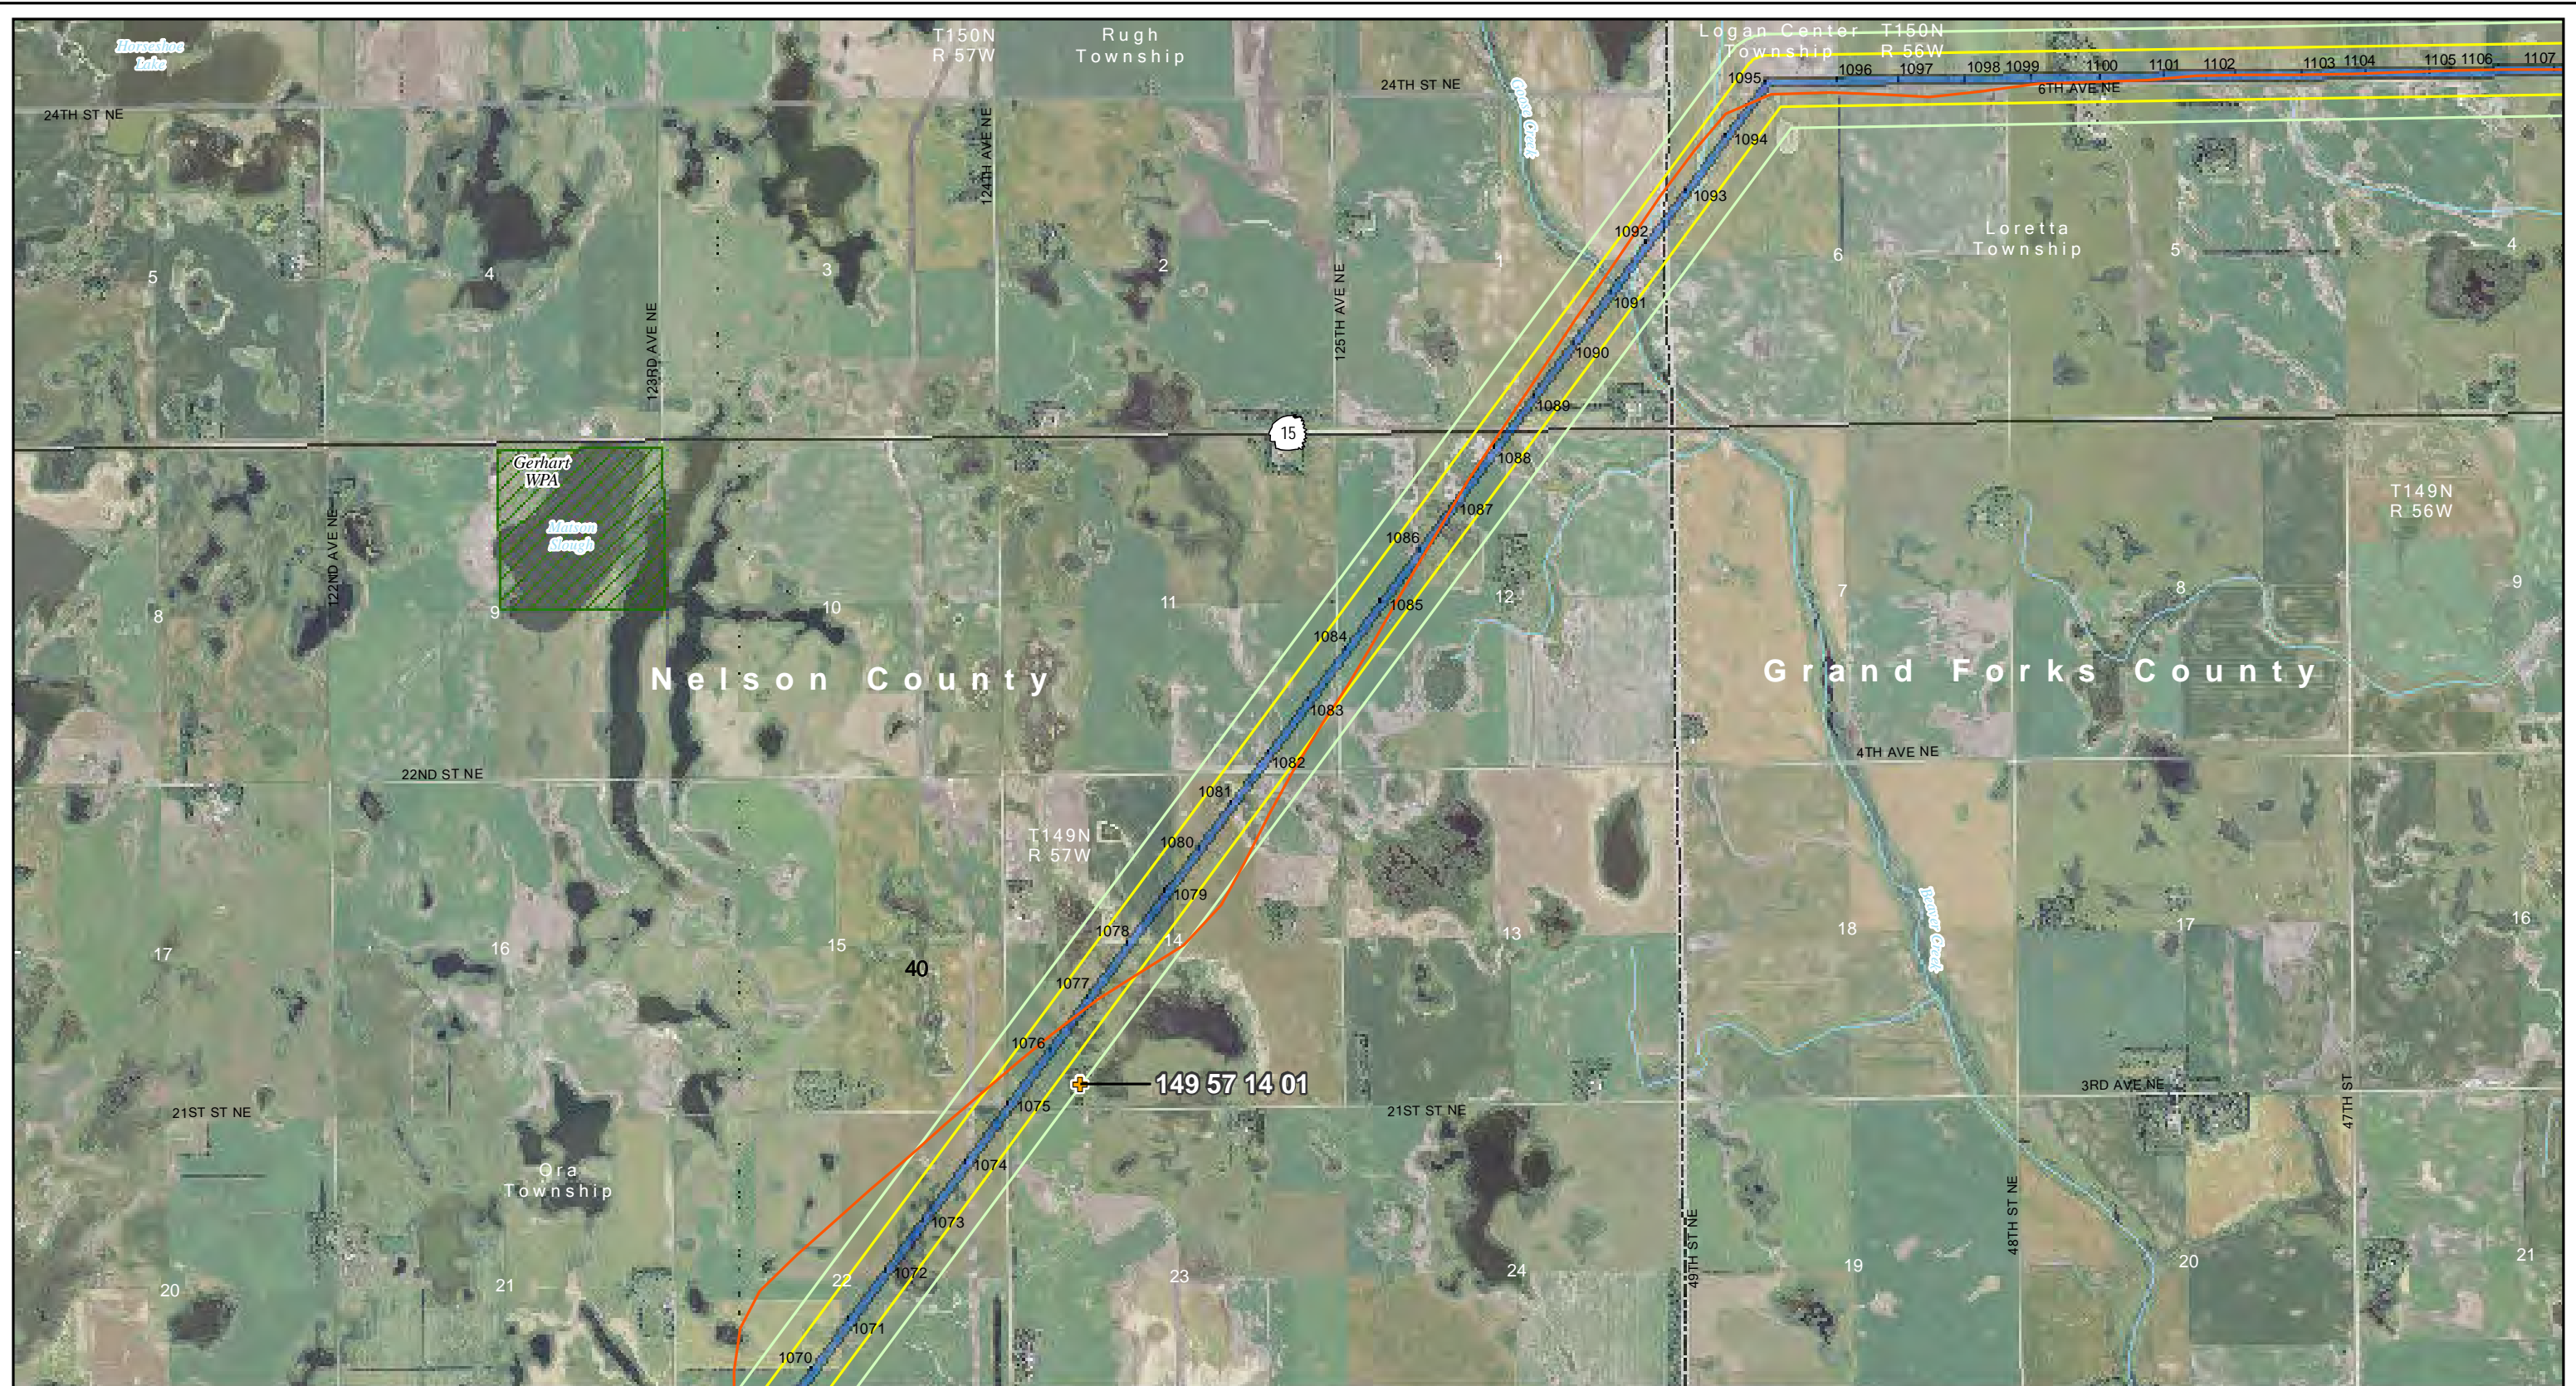 Horseshoe
Lake
T150N
R 57W
Rugh
Township
Logan Center
Township
T150N
R 56W
24TH ST NE
24TH ST NE
124TH AVE NE
Goose Creek
1095
1096
1097
1098
1099
1100
1101
1102
1103
1104
1105
1106
1107
6TH AVE NE
1094
1093
1092
1091
1090
1089
1088
1087
1086
1085
1084
1083
1082
1081
1080
1079
1078
1077
1076
1075
1074
1073
1072
1071
1070
5
4
3
2
1
6
Loretta
Township
5
4
123RD AVE NE
125TH AVE NE
15
Gerhart
WPA
Matson
Slough
122ND AVE NE
T149N
R 56W
8
9
10
11
12
7
8
9
Nelson County
Grand Forks County
22ND ST NE
4TH AVE NE
T149N
R 57W
17
16
15
40
14
13
18
17
16
Beaver Creek
149 57 14 01
21ST ST NE
21ST ST NE
3RD AVE NE
47TH ST
Ora
Township
48TH ST NE
49TH ST NE
20
21
22
23
24
19
20
21